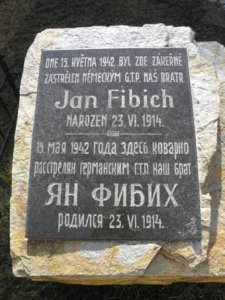 DNE 15. KVĚTNA 1942 BYL ZDE ZÁKEŘNĚ
ZASTŘELEN NĚMECKÝM G.T.P. NÁŠ BRATR
Jan Fibich
NAROZEN 23. VI. 1914.
15. МАЯ 1942 ГОДА ЗДЕСЬ КОВАРНО
РАССТРЕЛЯН ГЕРМАНСКИМ Г.Т.П. НАШ БРАТ
ЯН ФИБИХ
РОДИЛСЯ 23. VI. 1914.